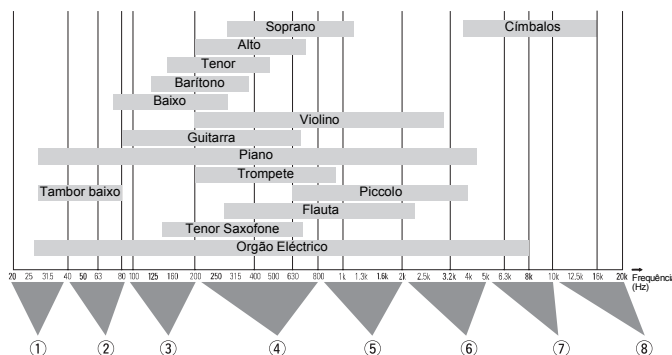 Soprano Címbalos
Alto
Tenor
Barítono
Baixo
Violino
Guitarra
Piano
Trompete
Tambor baixo Piccolo
Flauta
Tenor Saxofone
Orgão Eléctrico
20 25 31.5 40 50 63 80 100 125 160 200 250 315 400 500 630 800 1k 1.3k 1.6k 2k 2.5k 3.2k 4k 5k 6.3k 8k 10k 12.5k 16k 20k Frequência
(Hz)
① ② ③ ④ ⑤ ⑥ ⑦ ⑧